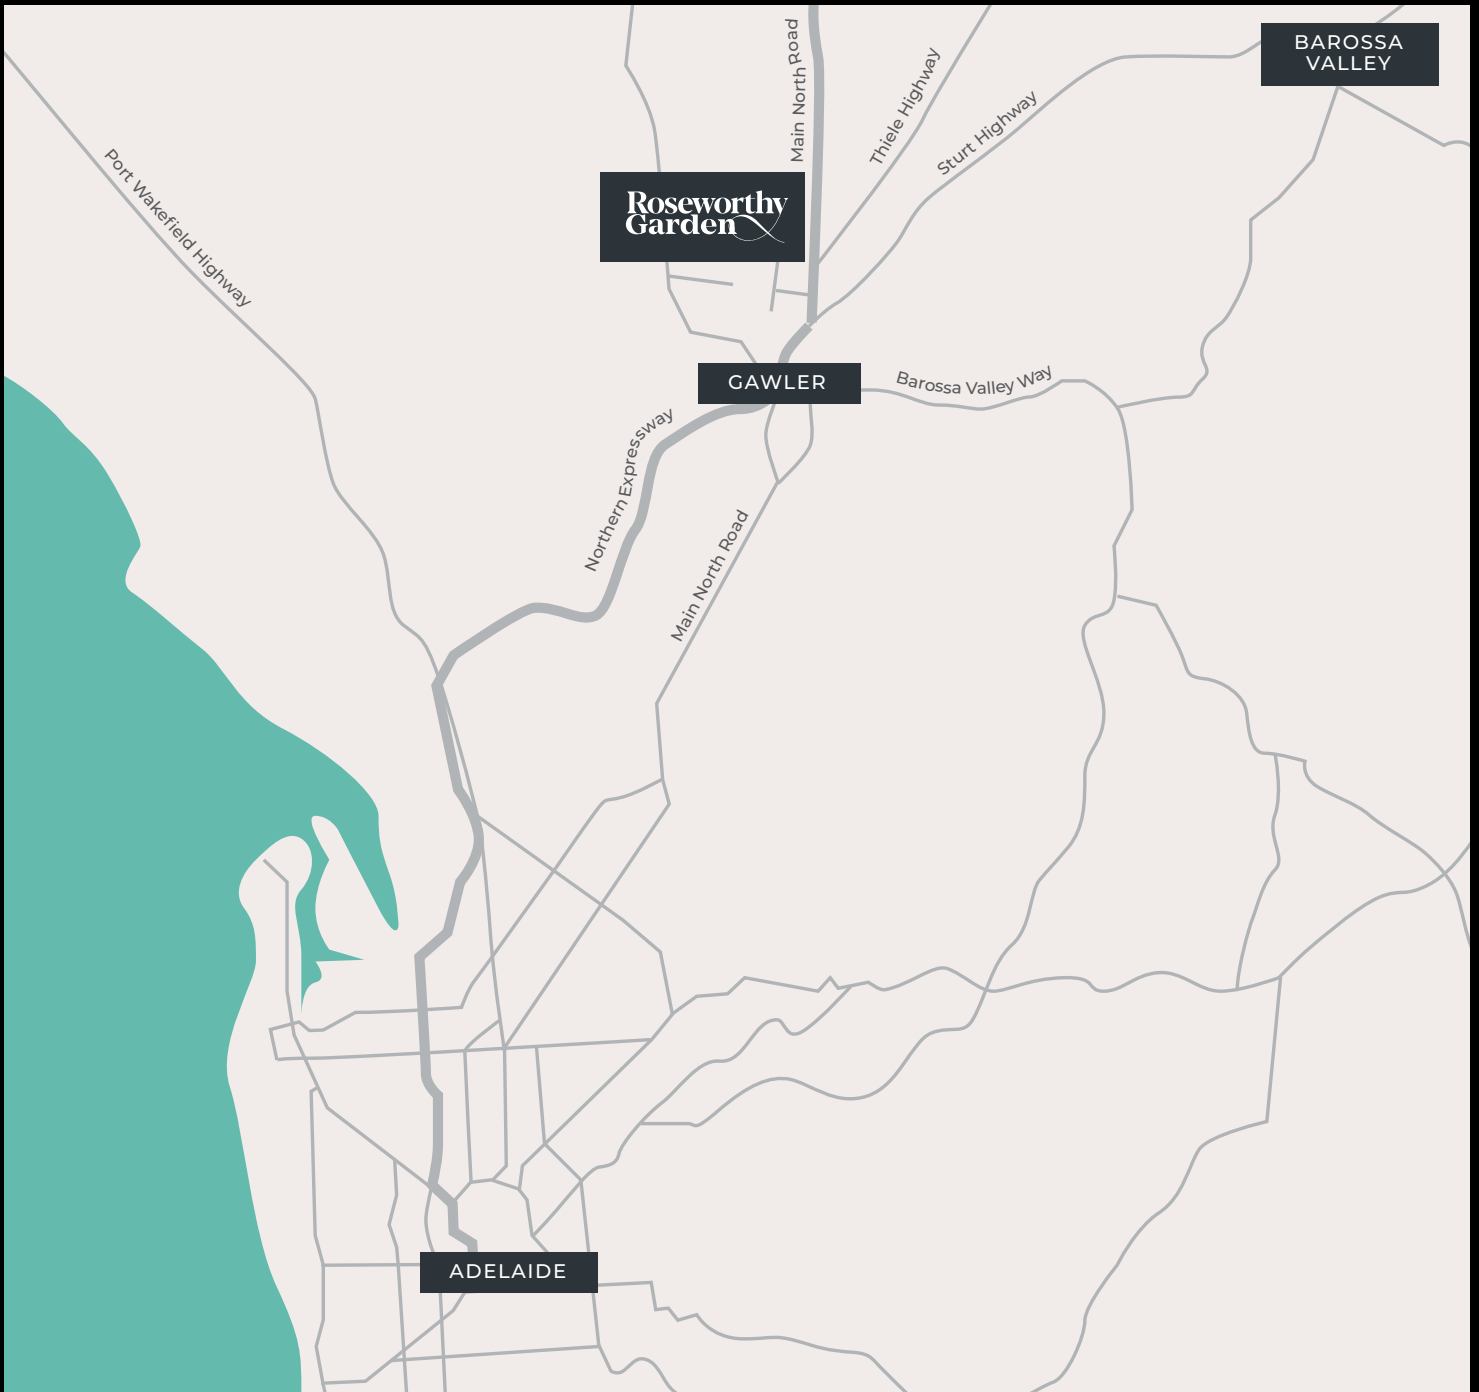 BAROSSA
VALLEY
Main North Road
Thiele Highway
Sturt Highway
Port Wakefield Highway
Roseworthy
Garden
GAWLER
Barossa Valley Way
Northern Expressway
Main North Road
ADELAIDE